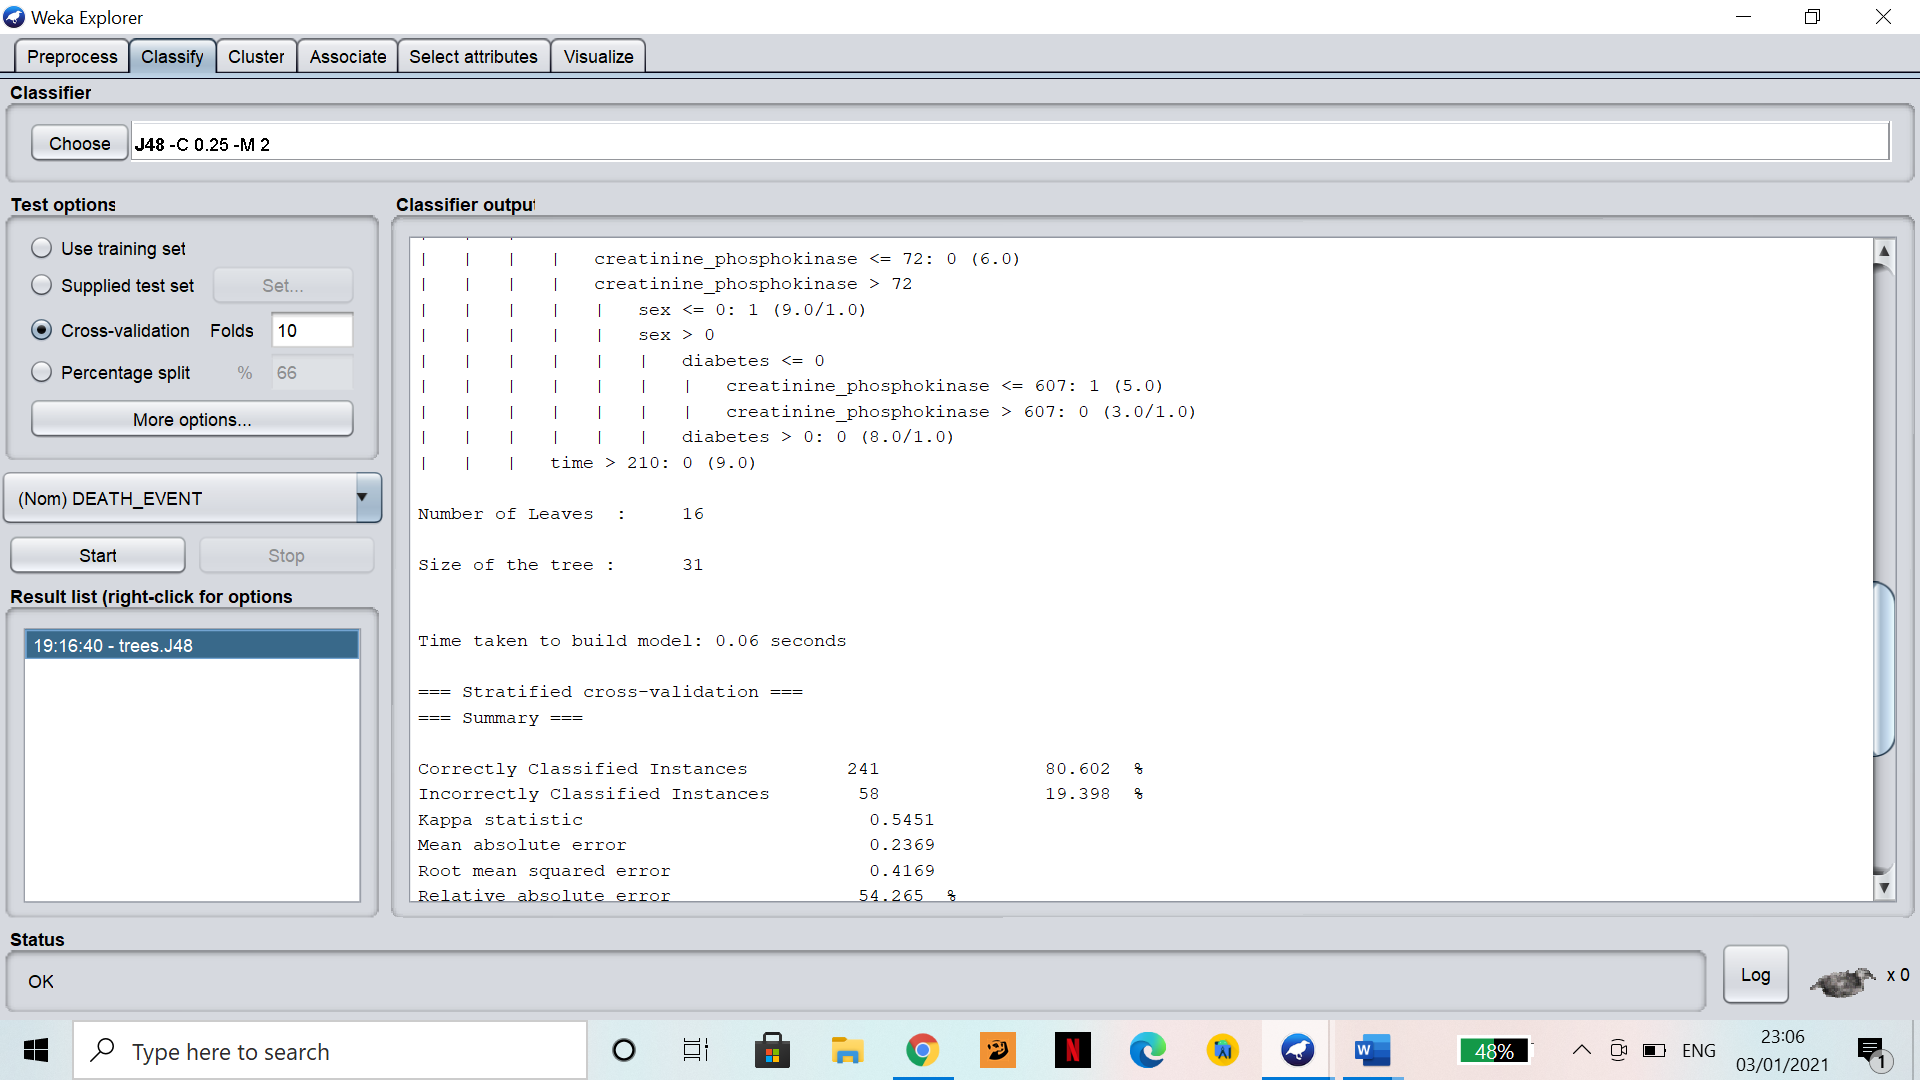 Weka Explorer
Preprocess Classify Cluster Associate Select attributes Visualize
Classifier
Choose J48 -C 0.25 -M 2
Test options
Use training set
Supplied test set Set...
Cross-validation Folds 10
Percentage split % 66
More options...
(Nom) DEATH_EVENT
Start Stop
Result list (right-click for options
19:16:40 - trees.J48
Classifier output
| | | | creatinine_phosphokinase <= 72: 0 (6.0)
| | | | creatinine_phosphokinase > 72
| | | | | sex <= 0: 1 (9.0/1.0)
| | | | | sex > 0
| | | | | | diabetes <= 0
| | | | | | | creatinine_phosphokinase <= 607: 1 (5.0)
| | | | | | | creatinine_phosphokinase > 607: 0 (3.0/1.0)
| | | | | | diabetes > 0: 0 (8.0/1.0)
| | | time > 210: 0 (9.0)
Number of Leaves : 16
Size of the tree : 31
Time taken to build model: 0.06 seconds
=== Stratified cross-validation ===
=== Summary ===
Correctly Classified Instances 241 80.602 %
Incorrectly Classified Instances 58 19.398 %
Kappa statistic 0.5451
Mean absolute error 0.2369
Root mean squared error 0.4169
Relative absolute error 54.265 %
Status
OK
Log
x 0
Type here to search
N
AI
W
48%
ENG
23:06
03/01/2021
1